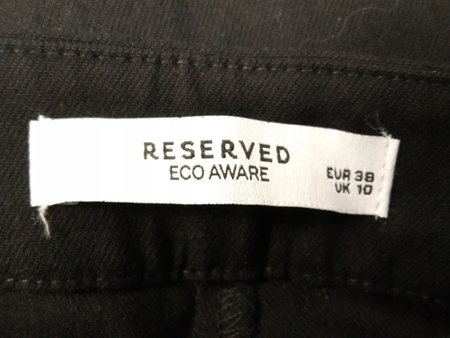 RESERVED
ECO AWARE
EUR 38
UK 10